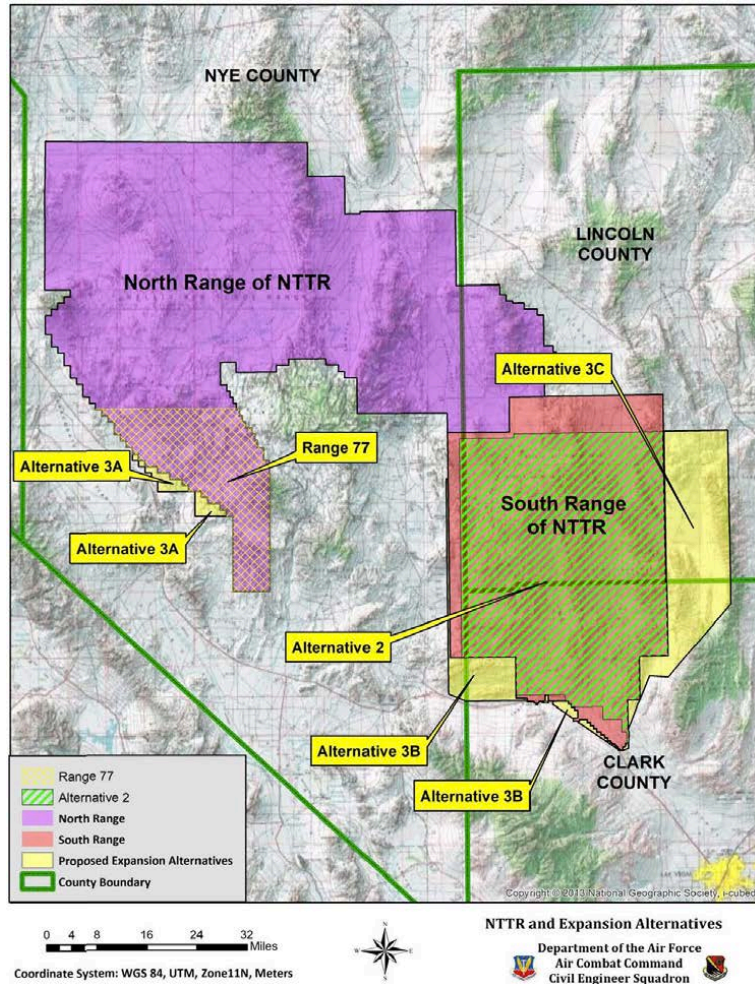 NYE COUNTY
LINCOLN
COUNTY
North Range of NTTR
Alternative 3C
Range 77
Alternative 3A
South Range
of NTTR
Alternative 3A
Alternative 2
Alternative 3B
Alternative 3B
CLARK
COUNTY
Range 77
Alternative 2
North Range
South Range
Proposed Expansion Alternatives
County Boundary
Copyright © 2013 National Geographic Society, i-cubed
0 4 8 16 24 32
Miles
Coordinate System: WGS 84, UTM, Zone11N, Meters
N
W
E
S
NTTR and Expansion Alternatives
Department of the Air Force
Air Combat Command
Civil Engineer Squadron